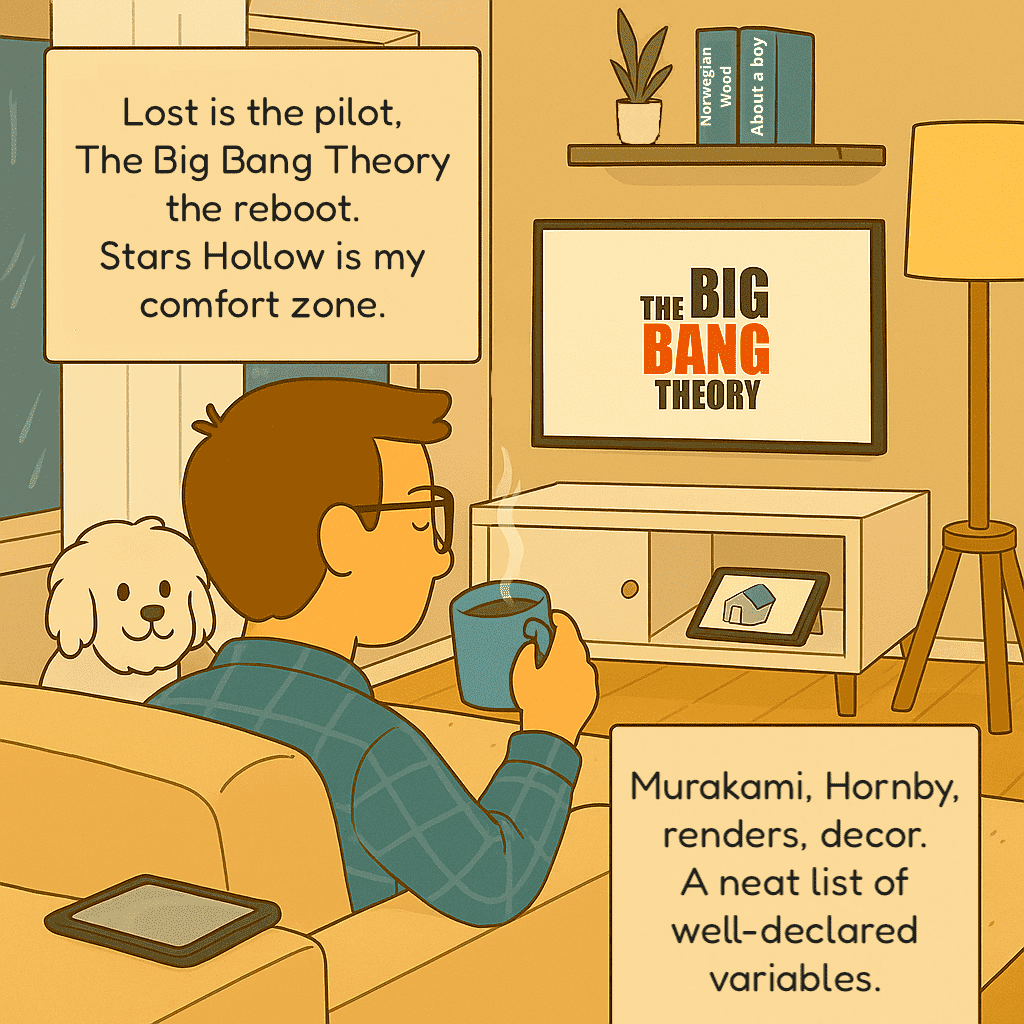 Lost is the pilot,
The Big Bang Theory
the reboot.
Stars Hollow is my
comfort zone.
Norwegian
Wood
About a boy
THE BIG
BANG
THEORY
Murakami, Hornby,
renders, decor.
A neat list of
well-declared
variables.